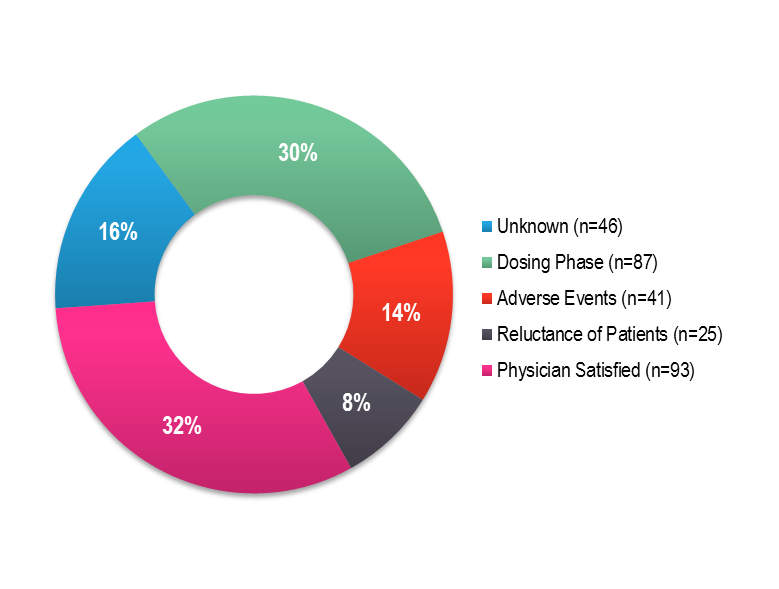 30%
16%
14%
8%
32%
Unknown (n=46)
Dosing Phase (n=87)
Adverse Events (n=41)
Reluctance of Patients (n=25)
Physician Satisfied (n=93)